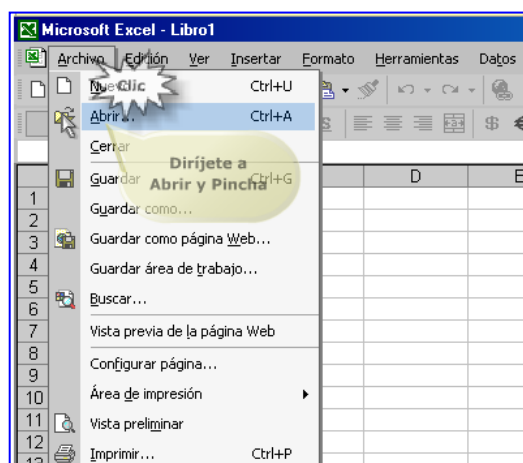 Microsoft Excel - Libro1
Archivo Edición Ver Insertar Formato Herramientas Datos
Clic
Ctrl+U
Abrir... Ctrl+A
Cerrar
Diríjete a
Abrir y Pincha
Guardar Ctrl+G
Guardar como...
Guardar como página Web...
Guardar área de trabajo...
Buscar...
Vista previa de la página Web
Configurar página...
Área de impresión
Vista preliminar
Imprimir... Ctrl+P
S $ €
D E
1
2
3
4
5
6
7
8
9
10
11
12
13